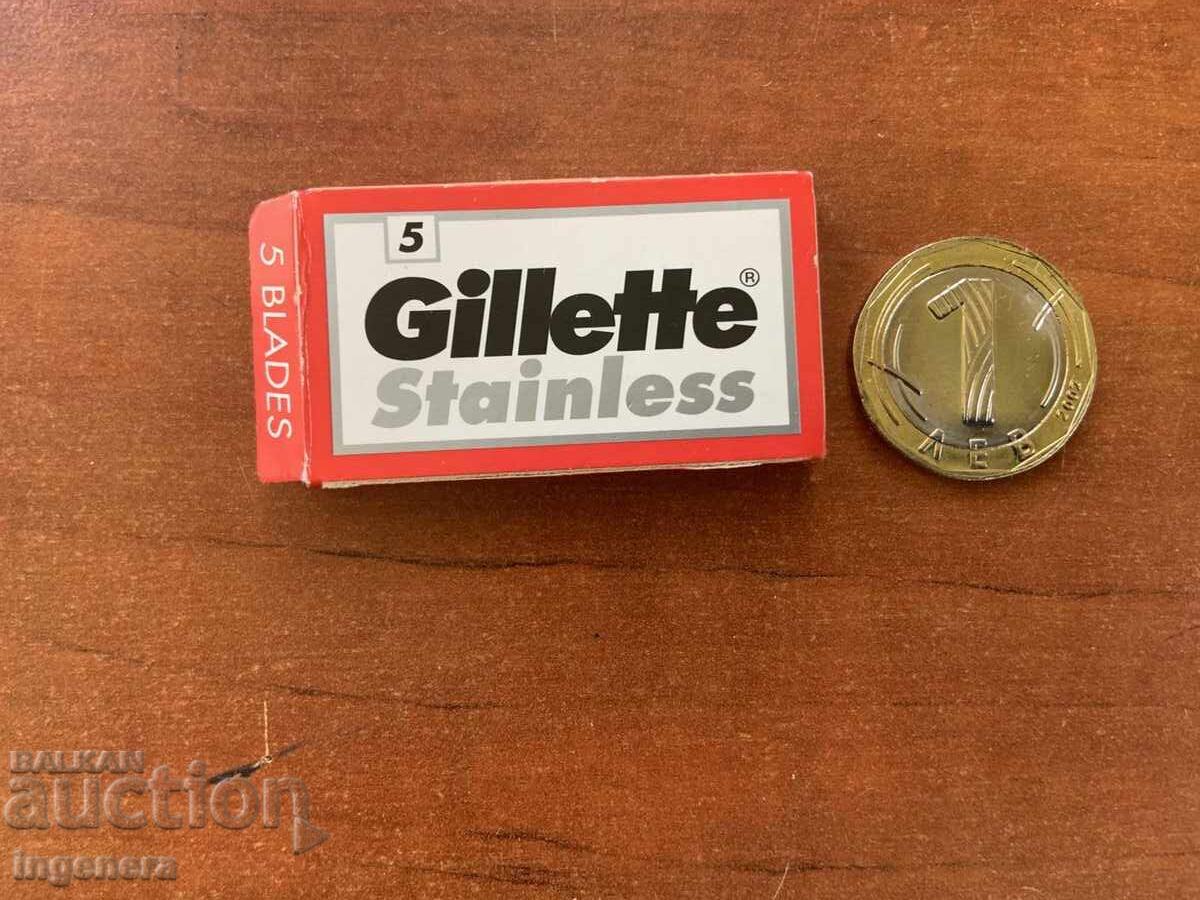 5 BLADES
5
Gillette®
Stainless
1
ЛЕВ
2002
BALKAN
auction
ingenera